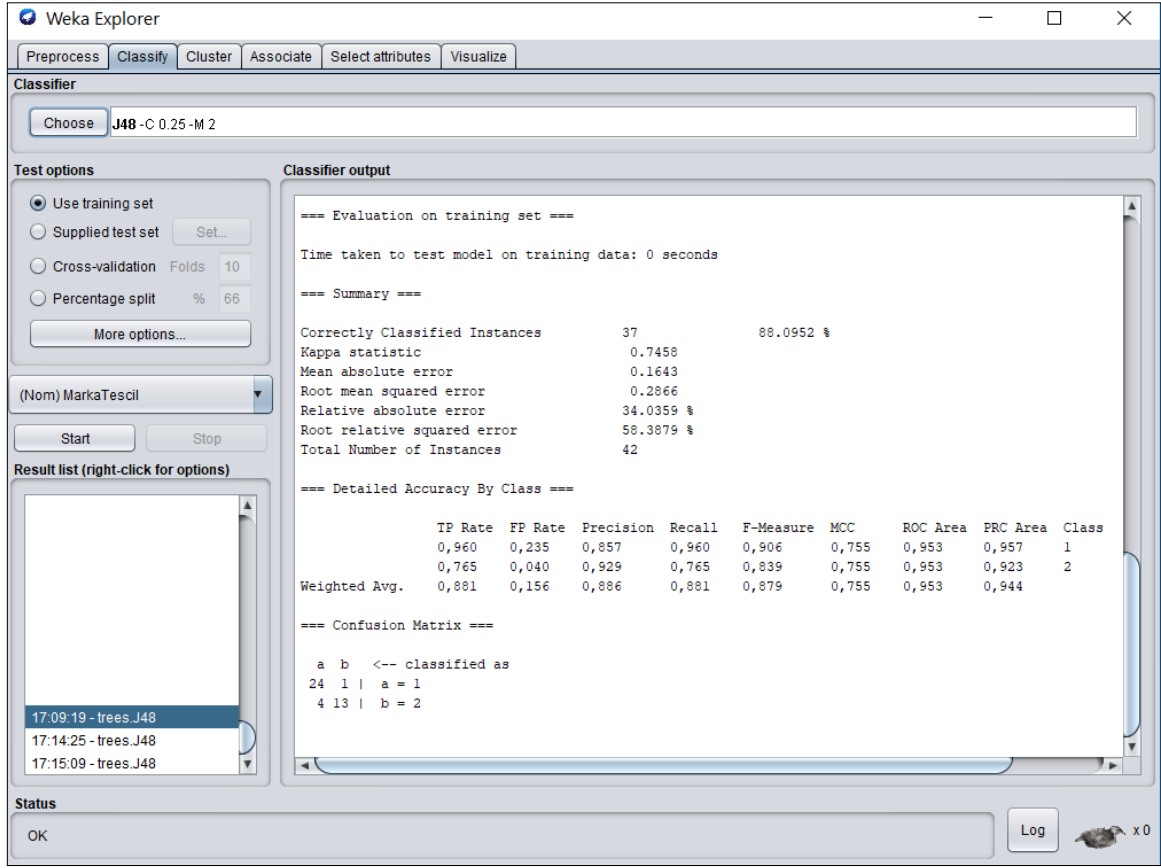 Weka Explorer
Preprocess Classify Cluster Associate Select attributes Visualize
Classifier
Choose J48 -C 0.25 -M 2
Test options
Use training set
Supplied test set Set...
Cross-validation Folds 10
Percentage split % 66
More options...
(Nom) MarkaTescil
Start Stop
Result list (right-click for options)
17:09:19 - trees.J48
17:14:25 - trees.J48
17:15:09 - trees.J48
Classifier output
=== Evaluation on training set ===
Time taken to test model on training data: 0 seconds
=== Summary ===
Correctly Classified Instances 37 88.0952 %
Kappa statistic 0.7458
Mean absolute error 0.1643
Root mean squared error 0.2866
Relative absolute error 34.0359 %
Root relative squared error 58.3879 %
Total Number of Instances 42
=== Detailed Accuracy By Class ===
TP Rate FP Rate Precision Recall F-Measure MCC ROC Area PRC Area Class
0,960 0,235 0,857 0,960 0,906 0,755 0,953 0,957 1
0,765 0,040 0,929 0,765 0,839 0,755 0,953 0,923 2
Weighted Avg. 0,881 0,156 0,886 0,881 0,879 0,755 0,953 0,944
=== Confusion Matrix ===
a b <-- classified as
24 1 | a = 1
4 13 | b = 2
Status
OK
Log x 0